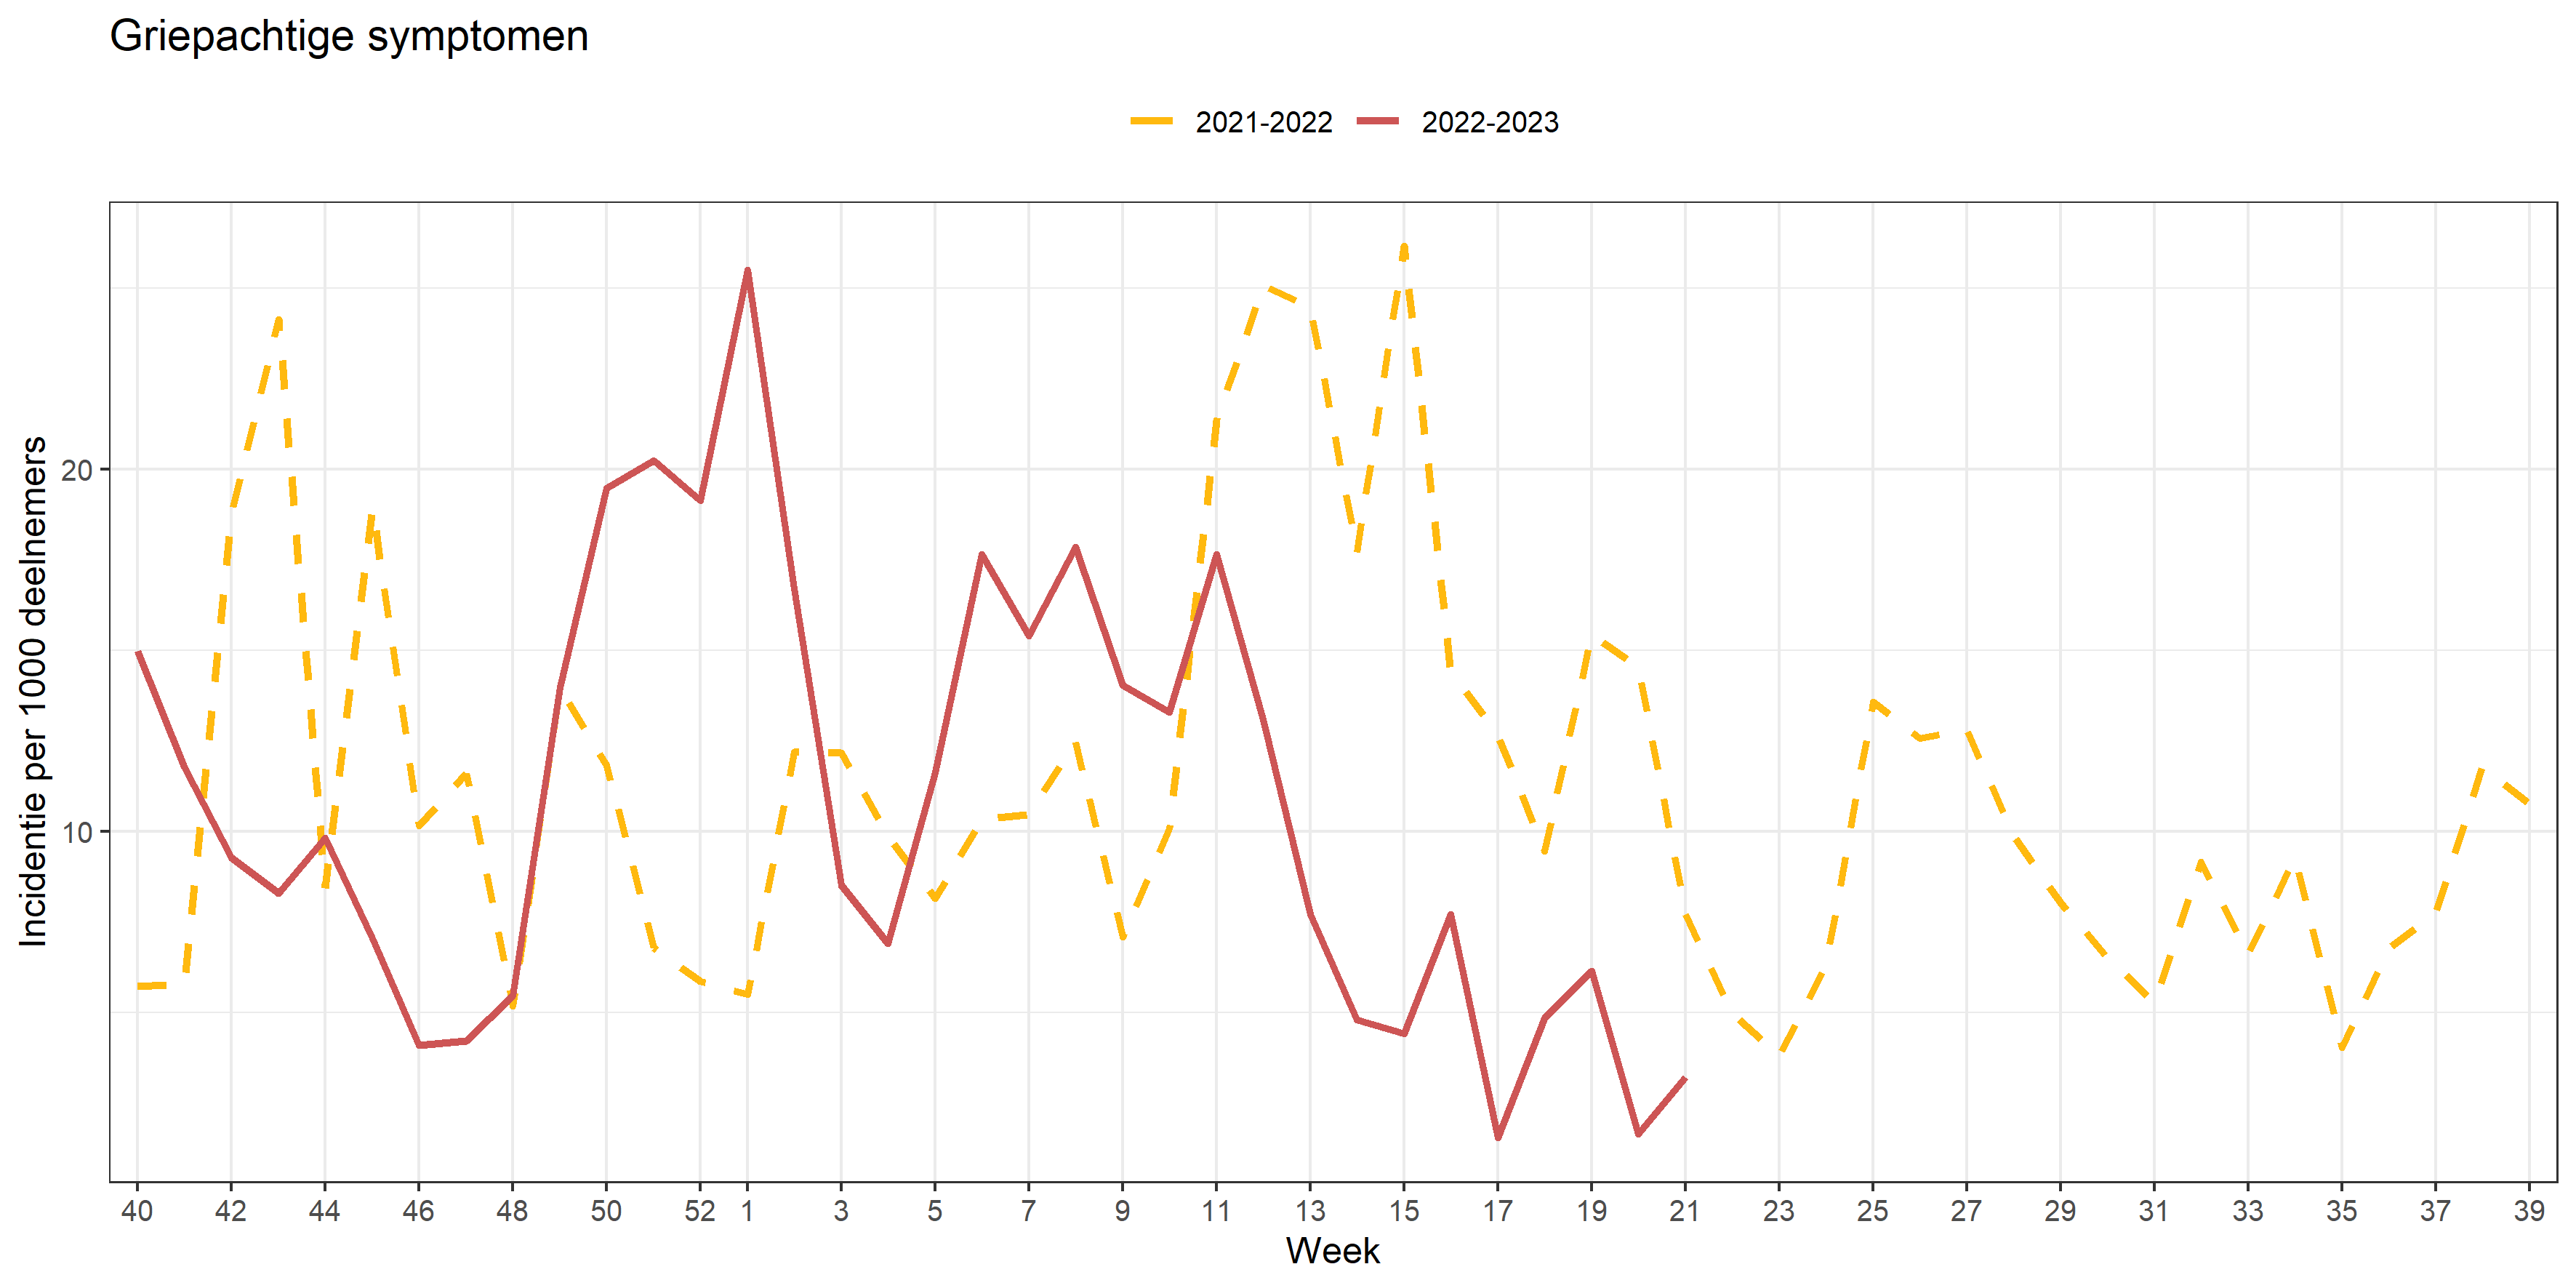 Griepachtige symptomen
2021-2022 2022-2023
Incidentie per 1000 deelnemers
20
10
40 42 44 46 48 50 52 1 3 5 7 9 11 13 15 17 19 21 23 25 27 29 31 33 35 37 39
Week